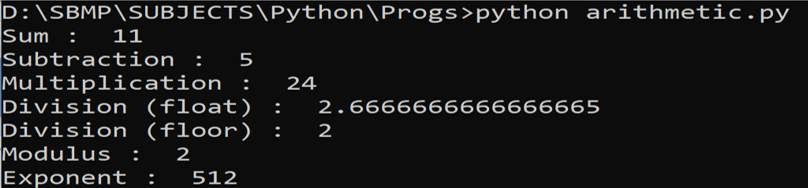 D:\SBMP\SUBJECTS\Python\Progs>python arithmetic.py
Sum :  11
Subtraction :  5
Multiplication :  24
Division (float) :  2.6666666666666665
Division (floor) :  2
Modulus :  2
Exponent :  512